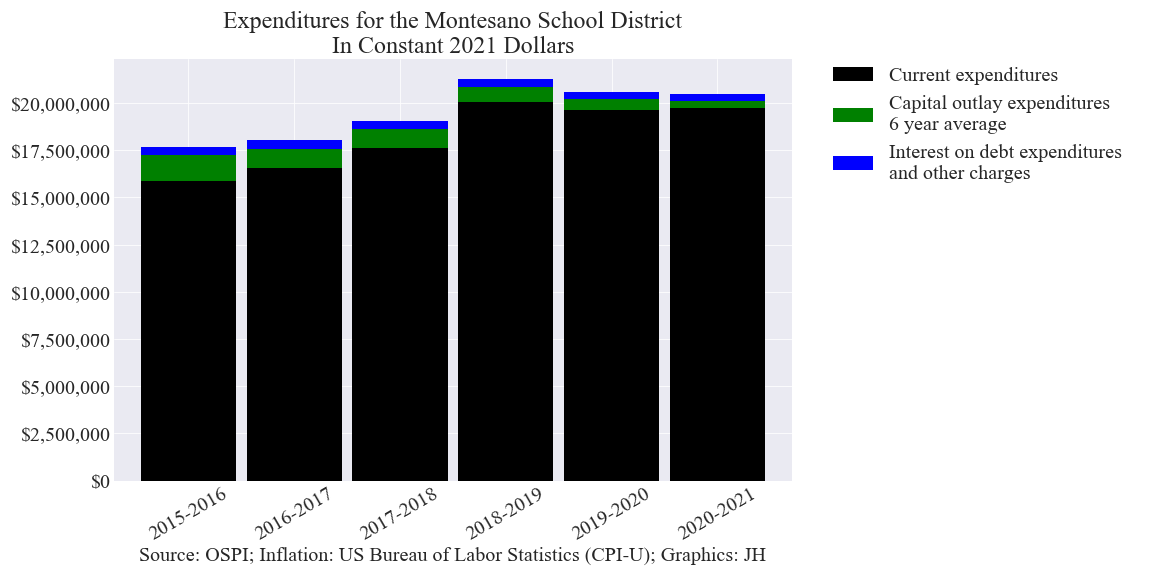 Expenditures for the Montesano School District
In Constant 2021 Dollars
Current expenditures
Capital outlay expenditures
6 year average
Interest on debt expenditures
and other charges
$20,000,000
$17,500,000
$15,000,000
$12,500,000
$10,000,000
$7,500,000
$5,000,000
$2,500,000
$0
2015-2016
2016-2017
2017-2018
2018-2019
2019-2020
2020-2021
Source: OSPI; Inflation: US Bureau of Labor Statistics (CPI-U); Graphics: JH